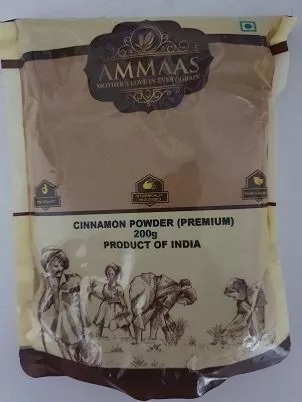 AMMAAS
MOTHER'S LOVE IN EVERY GRAIN
CINNAMON POWDER (PREMIUM)
200g
PRODUCT OF INDIA